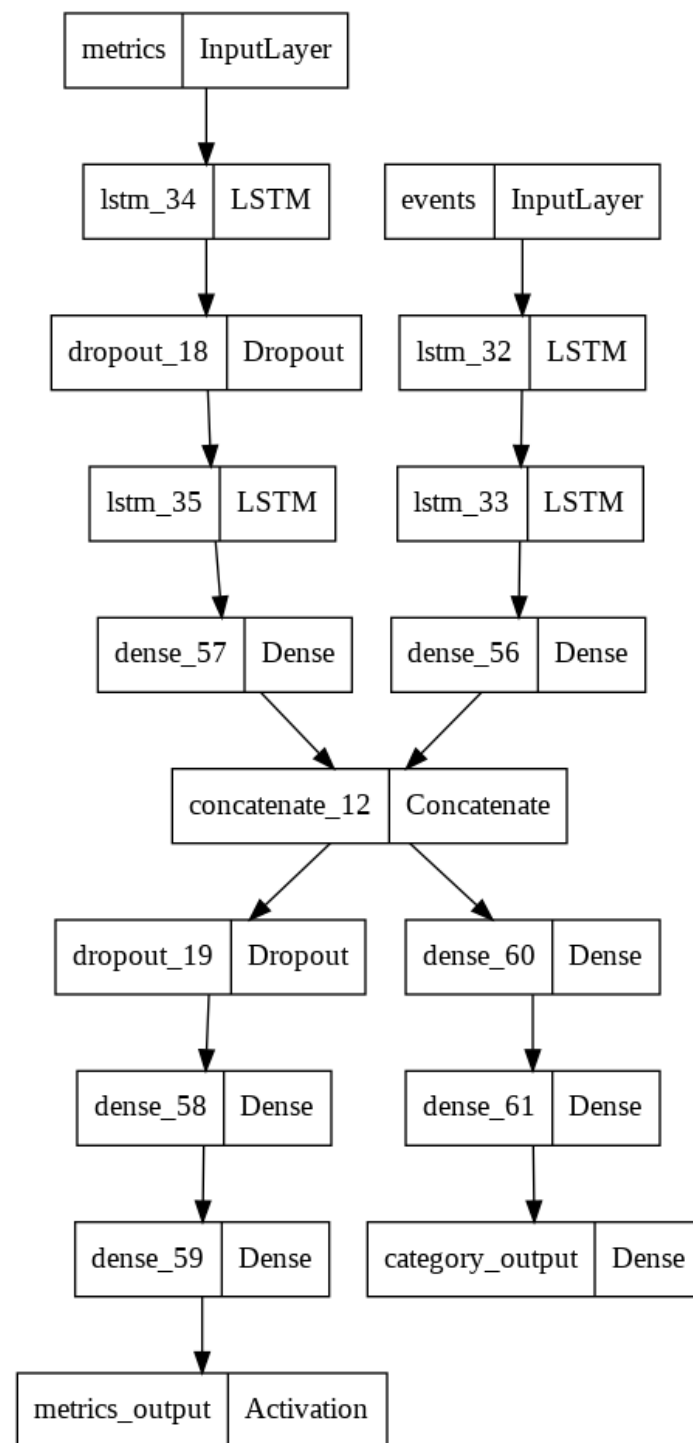 metrics InputLayer
lstm_34 LSTM
events InputLayer
dropout_18 Dropout
lstm_32 LSTM
lstm_35 LSTM
lstm_33 LSTM
dense_57 Dense
dense_56 Dense
concatenate_12 Concatenate
dropout_19 Dropout
dense_60 Dense
dense_58 Dense
dense_61 Dense
dense_59 Dense
category_output Dense
metrics_output Activation